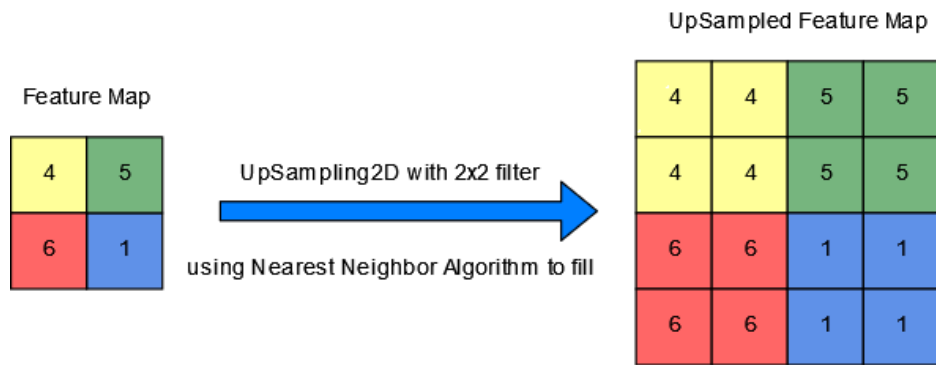 UpSampled Feature Map
Feature Map
4 4 5 5
4 5
UpSampling2D with 2x2 filter
4 4 5 5
6 1
using Nearest Neighbor Algorithm to fill
6 6 1 1
6 6 1 1